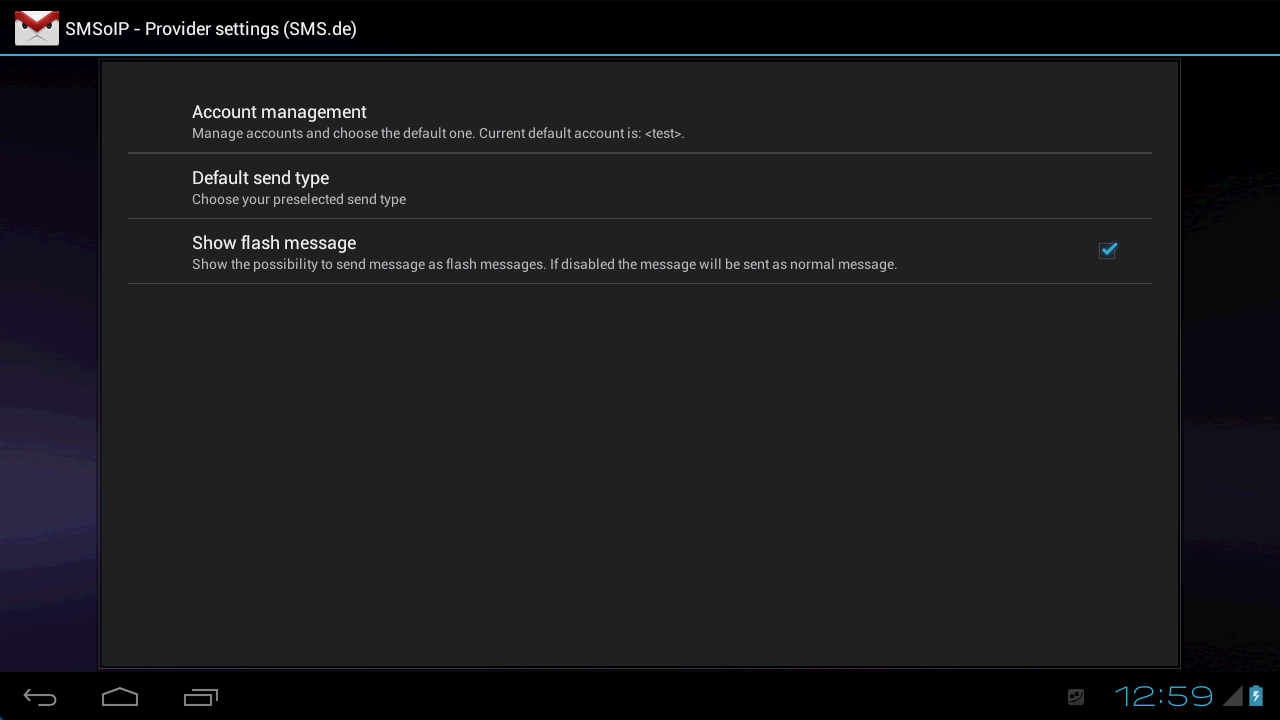 SMSoIP - Provider settings (SMS.de)
Account management
Manage accounts and choose the default one. Current default account is: <test>.
Default send type
Choose your preselected send type
Show flash message
Show the possibility to send message as flash messages. If disabled the message will be sent as normal message.
12:59